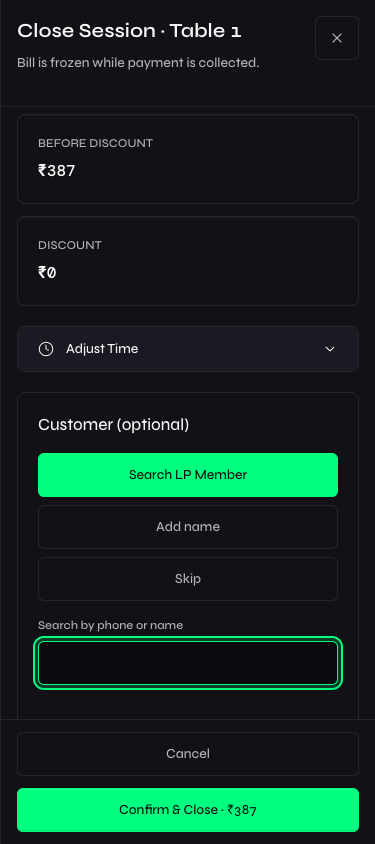 Close Session · Table 1
Bill is frozen while payment is collected.
BEFORE DISCOUNT
₹387
DISCOUNT
₹0
Adjust Time
Customer (optional)
Search LP Member
Add name
Skip
Search by phone or name
Cancel
Confirm & Close · ₹387